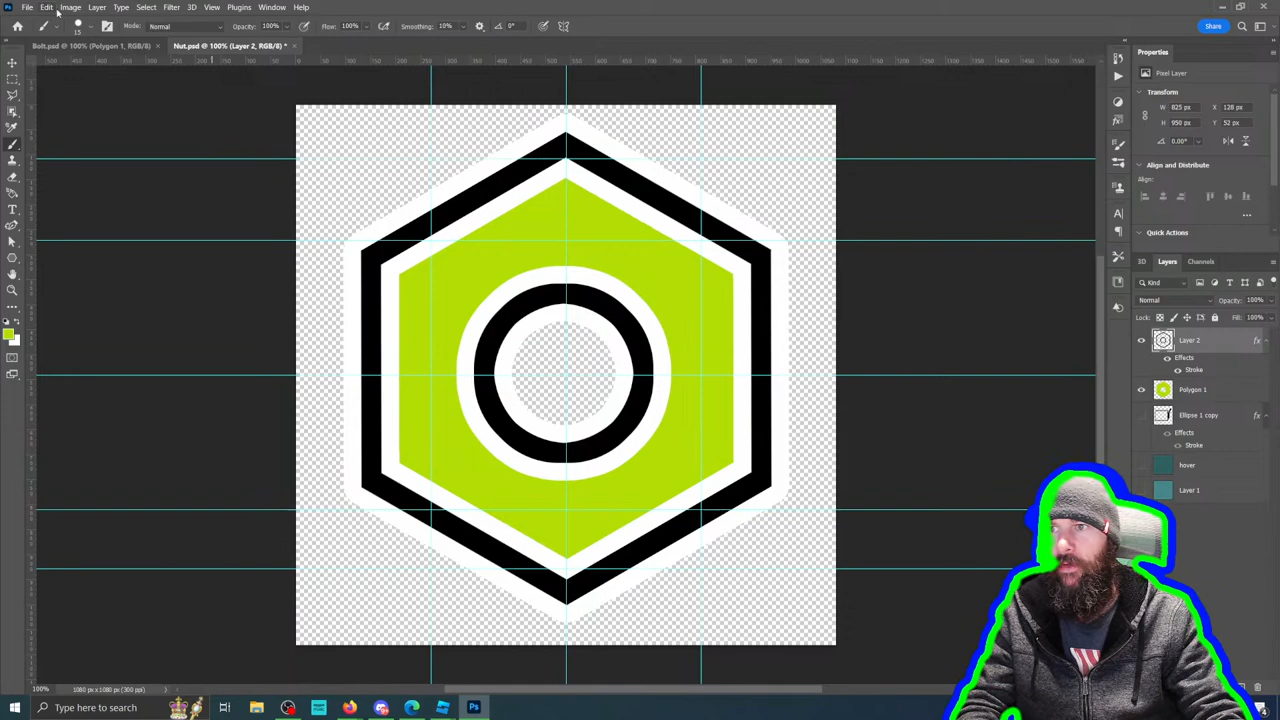 File Edit Image Layer Type Select Filter 3D View Plugins Window Help
15 Mode: Normal Opacity: 100% Flow: 100% Smoothing: 10% 0° Share
Bolt.psd @ 100% (Polygon 1, RGB/8) × Nut.psd @ 100% (Layer 2, RGB/8) * ×
Properties
Pixel Layer
Transform
W 825 px X 128 px
H 950 px Y 52 px
0.00°
Align and Distribute
Align:
Quick Actions
3D Layers Channels
Kind
Normal Opacity: 100%
Lock: Fill: 100%
Layer 2 fx
Effects
Stroke
Polygon 1
Ellipse 1 copy fx
Effects
Stroke
hover
Layer 1
100% 1080 px x 1080 px (300 ppi)
Type here to search